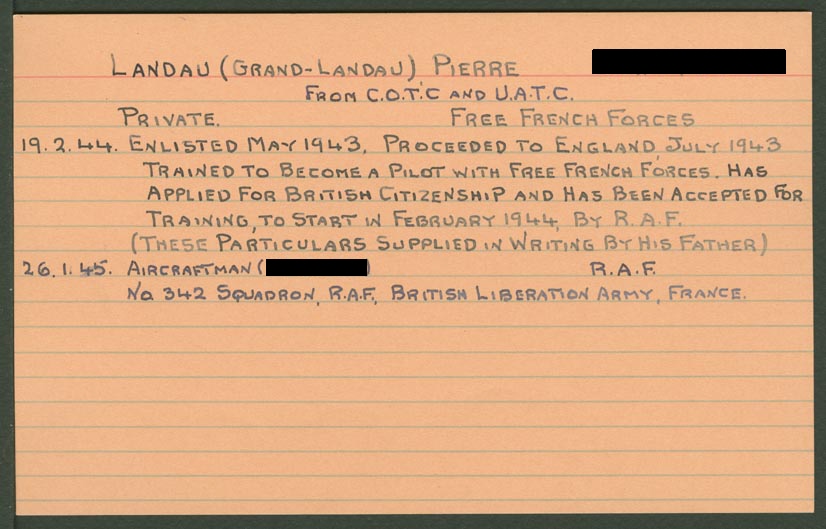 LANDAU (GRAND-LANDAU) PIERRE
FROM C.O.T.C AND U.A.T.C.
PRIVATE. FREE FRENCH FORCES
19.2.44. ENLISTED MAY 1943, PROCEEDED TO ENGLAND JULY 1943
TRAINED TO BECOME A PILOT WITH FREE FRENCH FORCES. HAS
APPLIED FOR BRITISH CITIZENSHIP AND HAS BEEN ACCEPTED FOR
TRAINING, TO START IN FEBRUARY 1944, BY R.A.F.
(THESE PARTICULARS SUPPLIED IN WRITING BY HIS FATHER)
26.1.45. AIRCRAFTMAN ( ) R.A.F.
No. 342 SQUADRON, R.A.F., BRITISH LIBERATION ARMY, FRANCE.